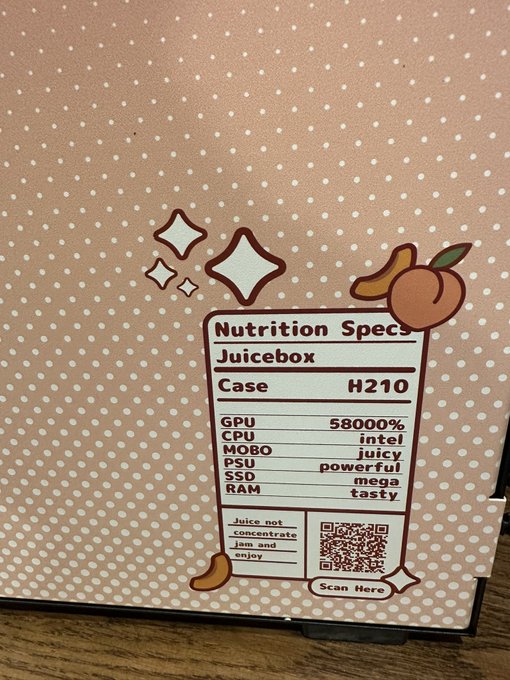 Nutrition Specs
Juicebox
Case H210
GPU 58000%
CPU intel
MOBO juicy
PSU powerful
SSD mega
RAM tasty
Juice not
concentrate
jam and
enjoy
Scan Here